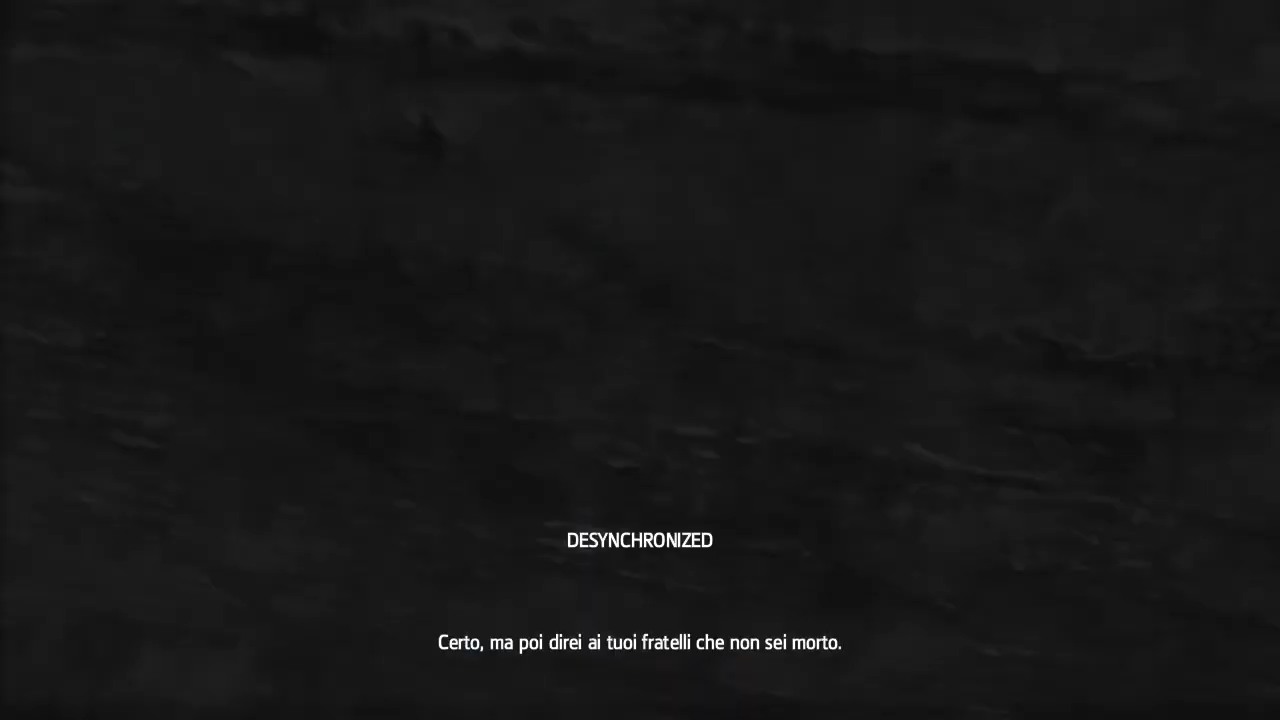 DESYNCHRONIZED
Certo, ma poi direi ai tuoi fratelli che non sei morto.